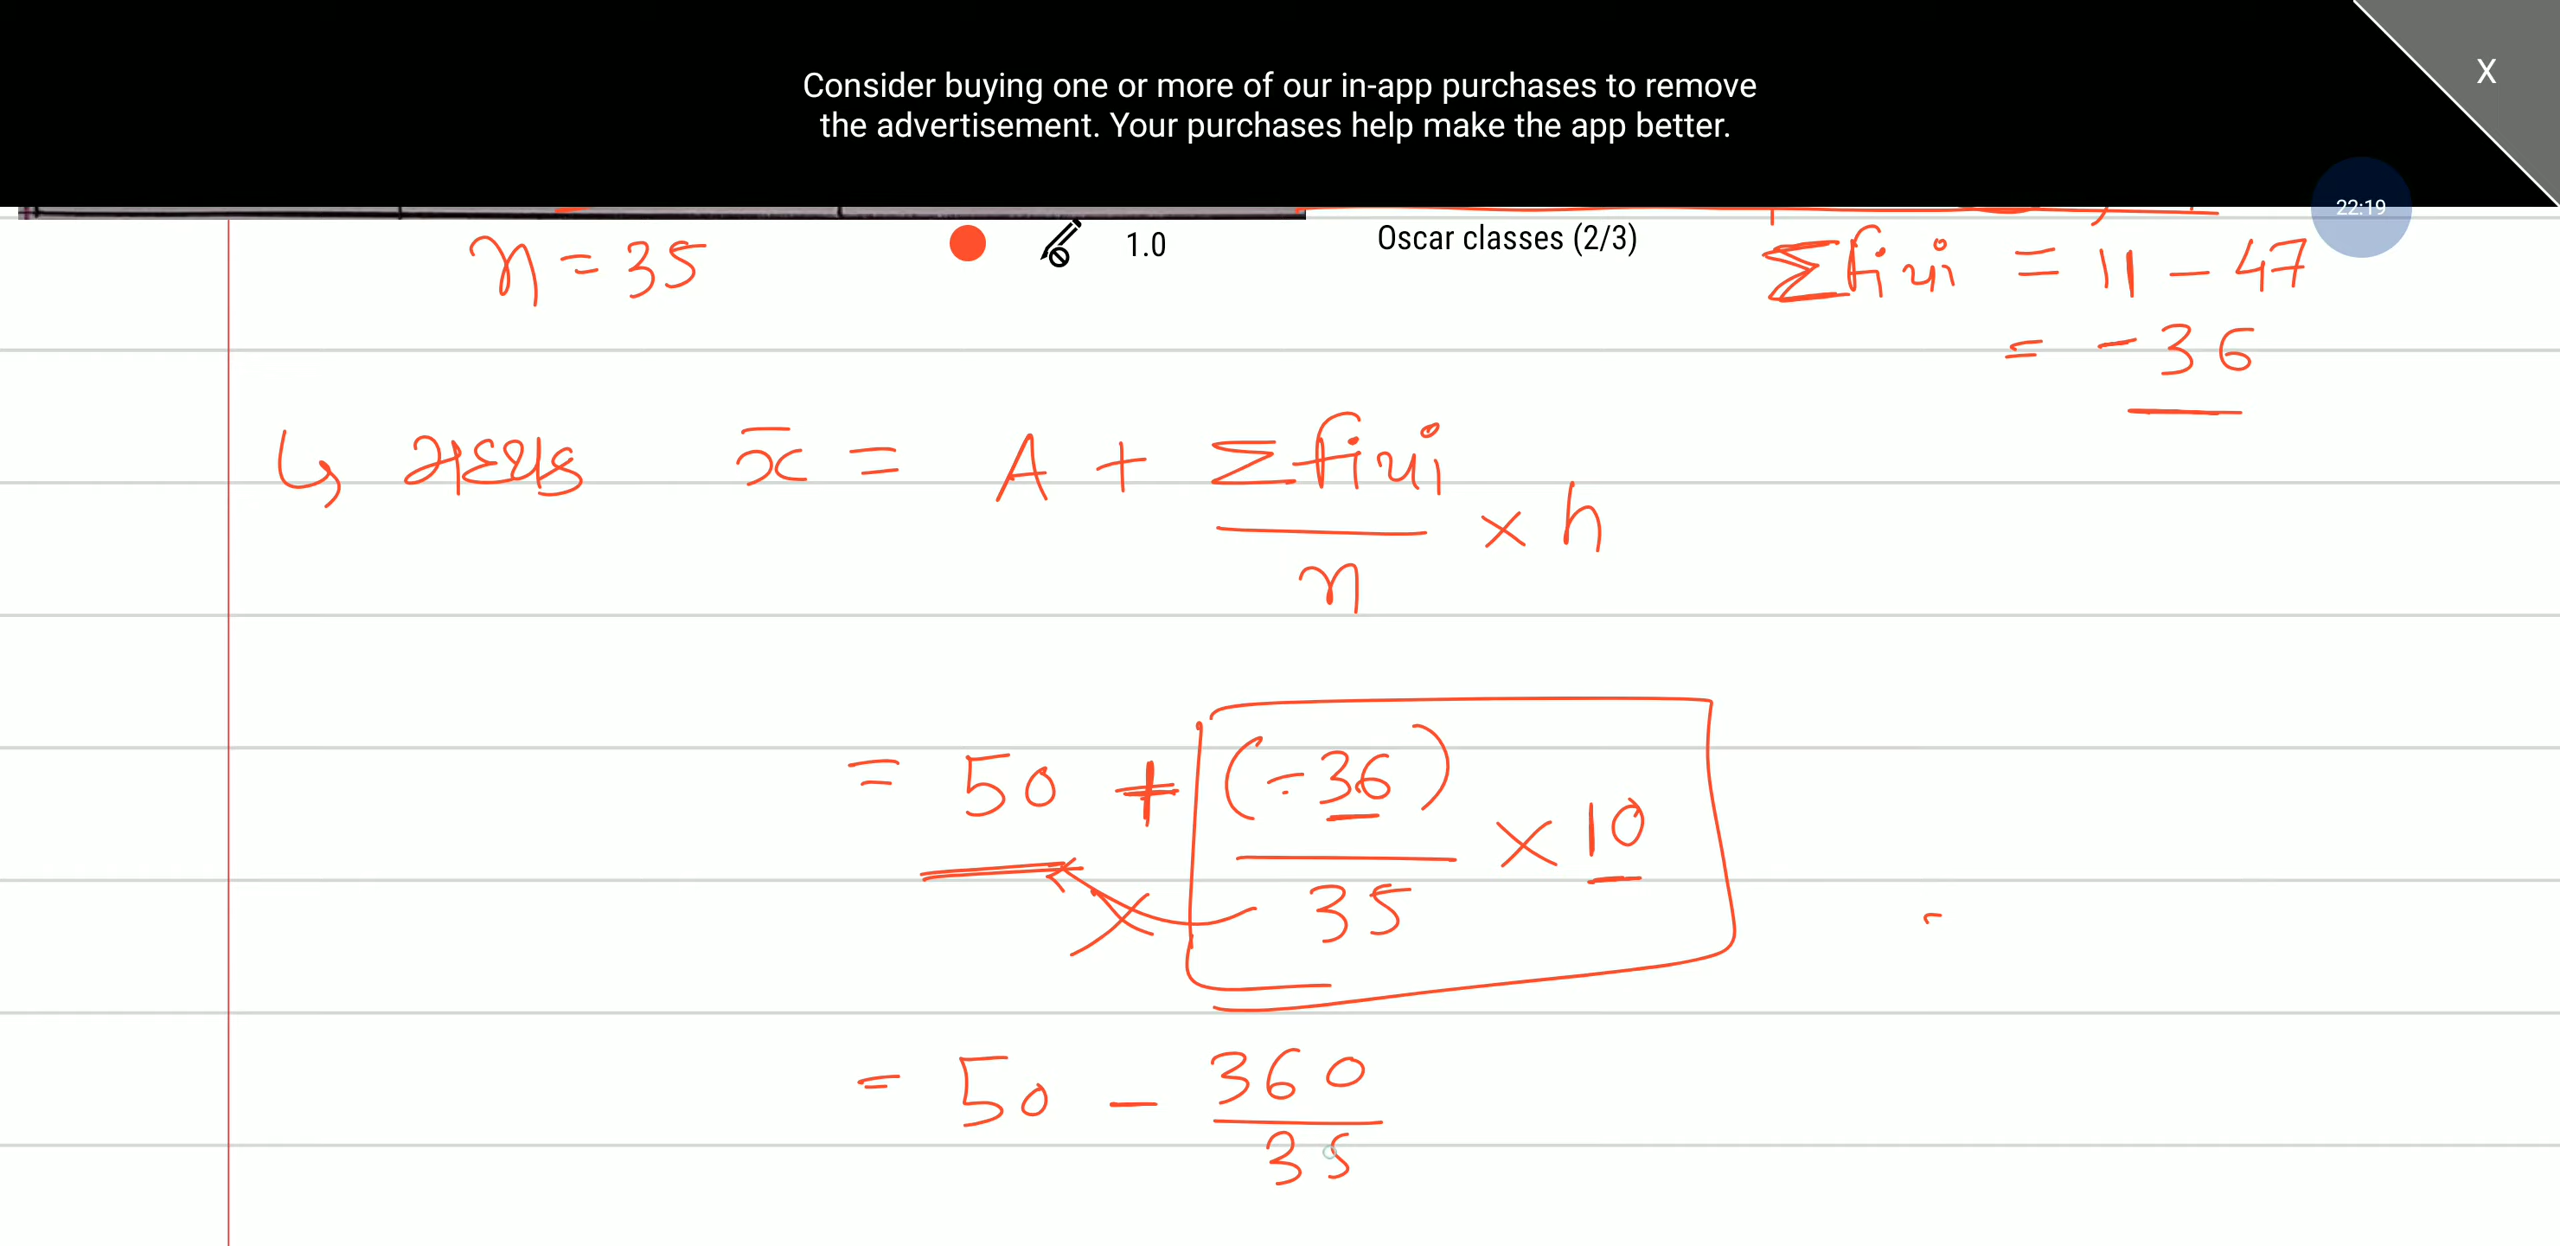 Consider buying one or more of our in-app purchases to remove
the advertisement. Your purchases help make the app better.
X
22:19
n = 35
1.0
Oscar classes (2/3)
Σfiui = 11 - 47
= -36
↳ મધ્યક x̄ = A + Σfiui / n × h
= 50 + (-36) / 35 × 10
= 50 - 360 / 35